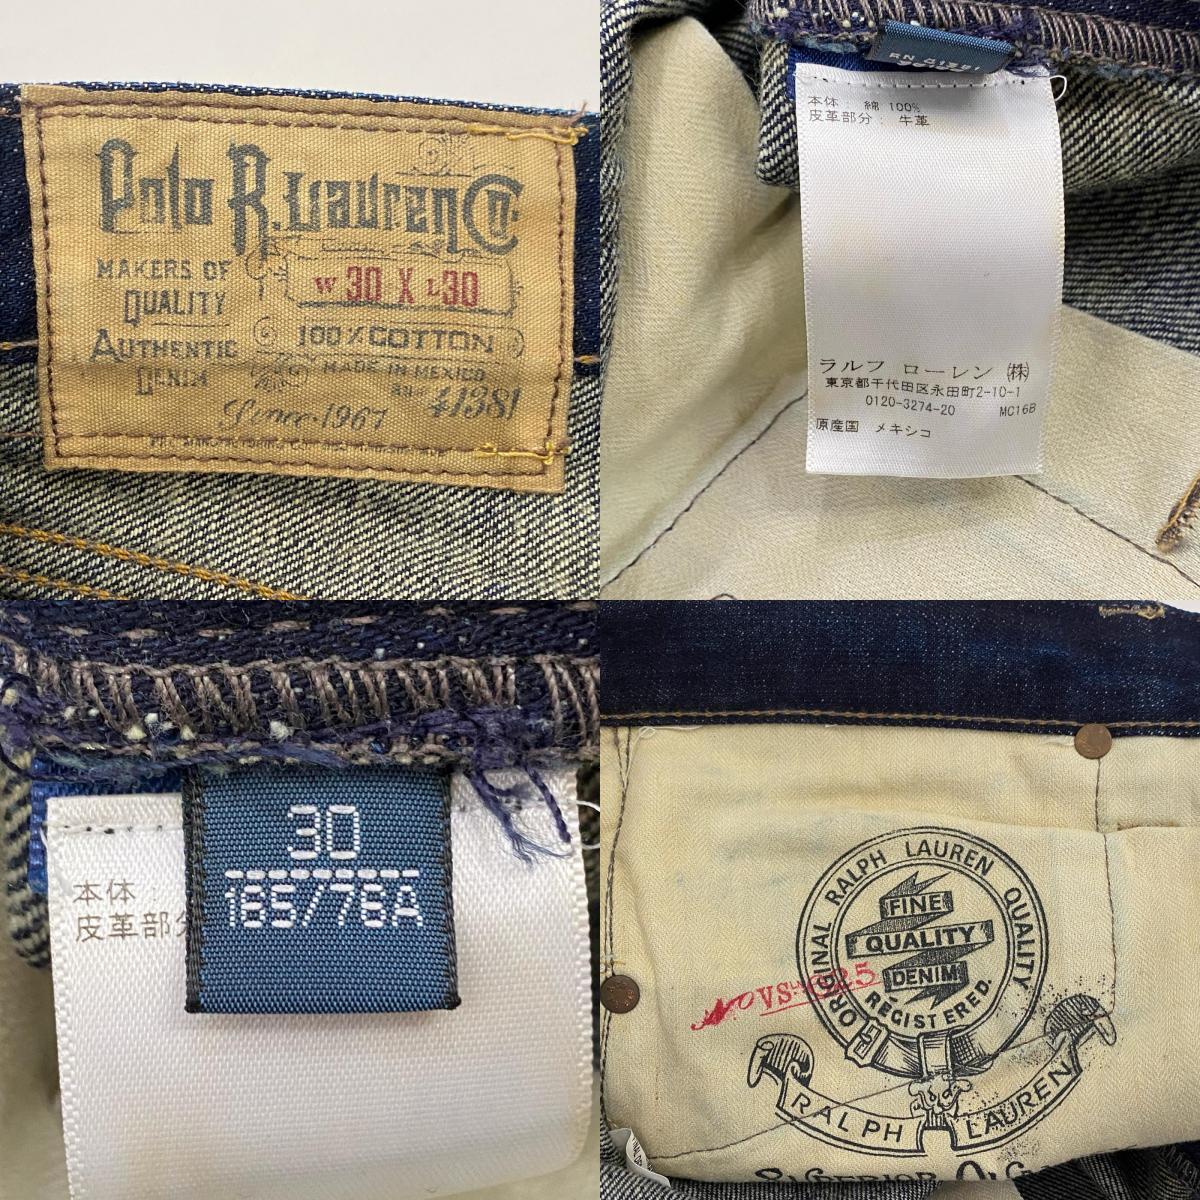 Polo R. Lauren Co.
MAKERS OF
QUALITY
W 30 X L30
100% COTTON
AUTHENTIC
DENIM
MADE IN MEXICO
41381
Since 1967
本体 : 綿 100%
皮革部分 : 牛革
ラルフ ローレン ㈱
東京都千代田区永田町2-10-1
0120-3274-20 MC16B
原産国 メキシコ
30
165/76A
本体
皮革部分
ORIGINAL RALPH LAUREN QUALITY
FINE
QUALITY
DENIM
REGISTERED.
RALPH LAUREN
SUPERIOR